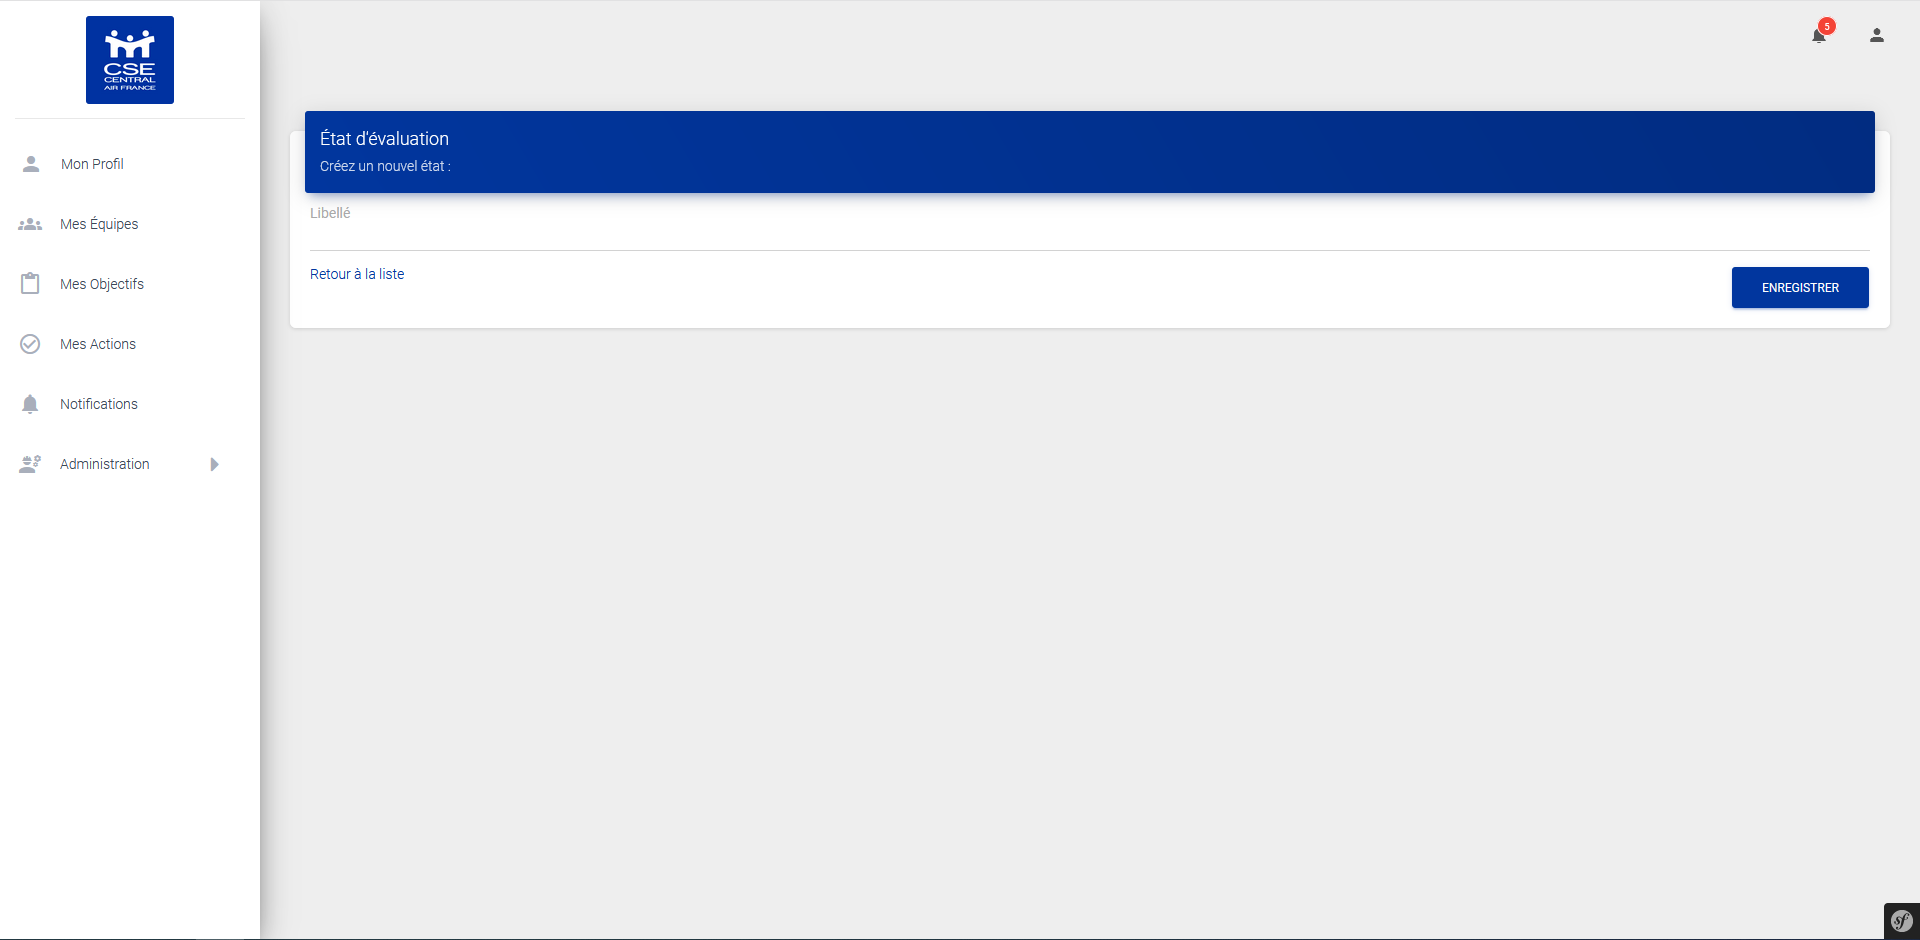 CSE
CENTRAL
AIR FRANCE
5
Mon Profil
Mes Équipes
Mes Objectifs
Mes Actions
Notifications
Administration
État d'évaluation
Créez un nouvel état :
Libellé
Retour à la liste
ENREGISTRER
sf